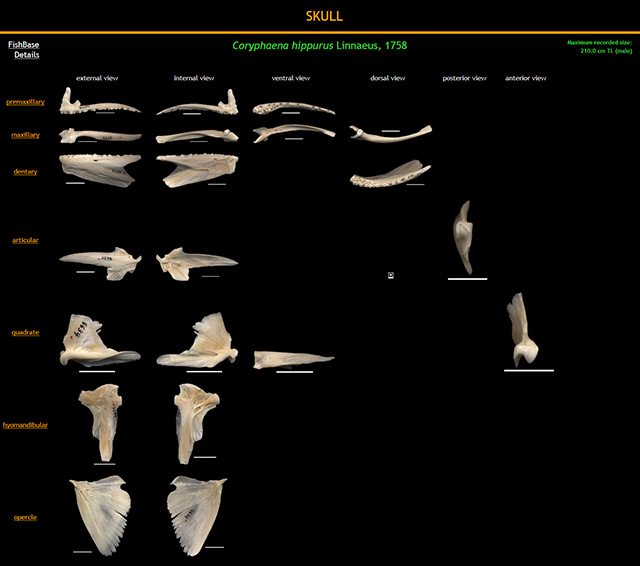 SKULL
FishBase
Details
Coryphaena hippurus Linnaeus, 1758
Maximum recorded size:
210.0 cm TL (male)
external view internal view ventral view dorsal view posterior view anterior view
premaxillary
maxillary
dentary
articular
quadrate
hyomandibular
opercle